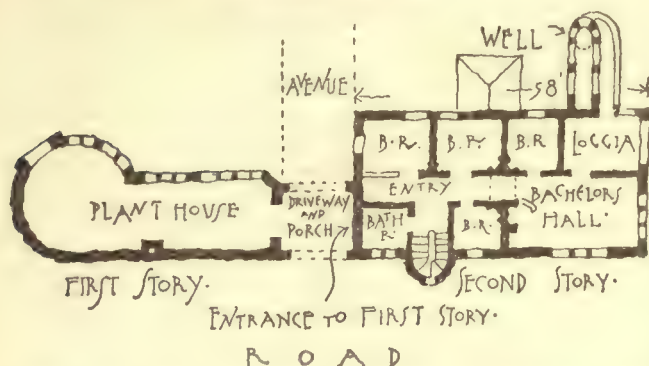 WELL
AVENUE
58'
B.R.
B.R.
B.R
LOGGIA
ENTRY
PLANT HOUSE
DRIVEWAY
AND
PORCH
BATH
R.
B.R.
BACHELORS
HALL.
FIRST STORY.
SECOND STORY.
ENTRANCE TO FIRST STORY.
ROAD